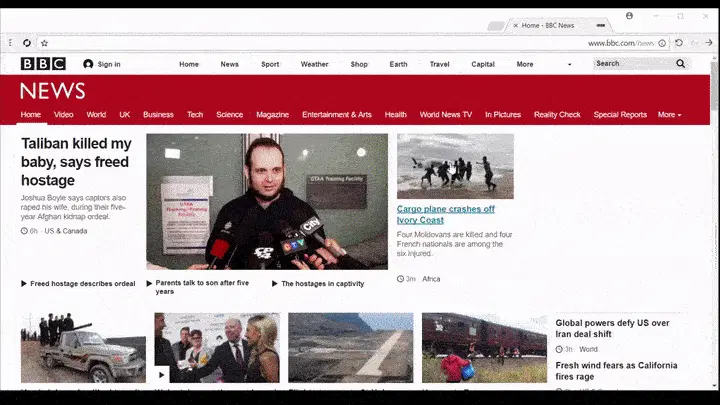 Home - BBC News
www.bbc.com/news
BBC
Sign in
Home News Sport Weather Shop Earth Travel Capital More
Search
NEWS
Home Video World UK Business Tech Science Magazine Entertainment & Arts Health World News TV In Pictures Reality Check Special Reports More
Taliban killed my
baby, says freed
hostage
Joshua Boyle says captors also
raped his wife, during their five-
year Afghan kidnap ordeal.
6h US & Canada
GTAA Training Facility
CTV
Cargo plane crashes off
Ivory Coast
Four Moldovans are killed and four
French nationals are among the
six injured.
3m Africa
Freed hostage describes ordeal
Parents talk to son after five
years
The hostages in captivity
Global powers defy US over
Iran deal shift
3h World
Fresh wind fears as California
fires rage